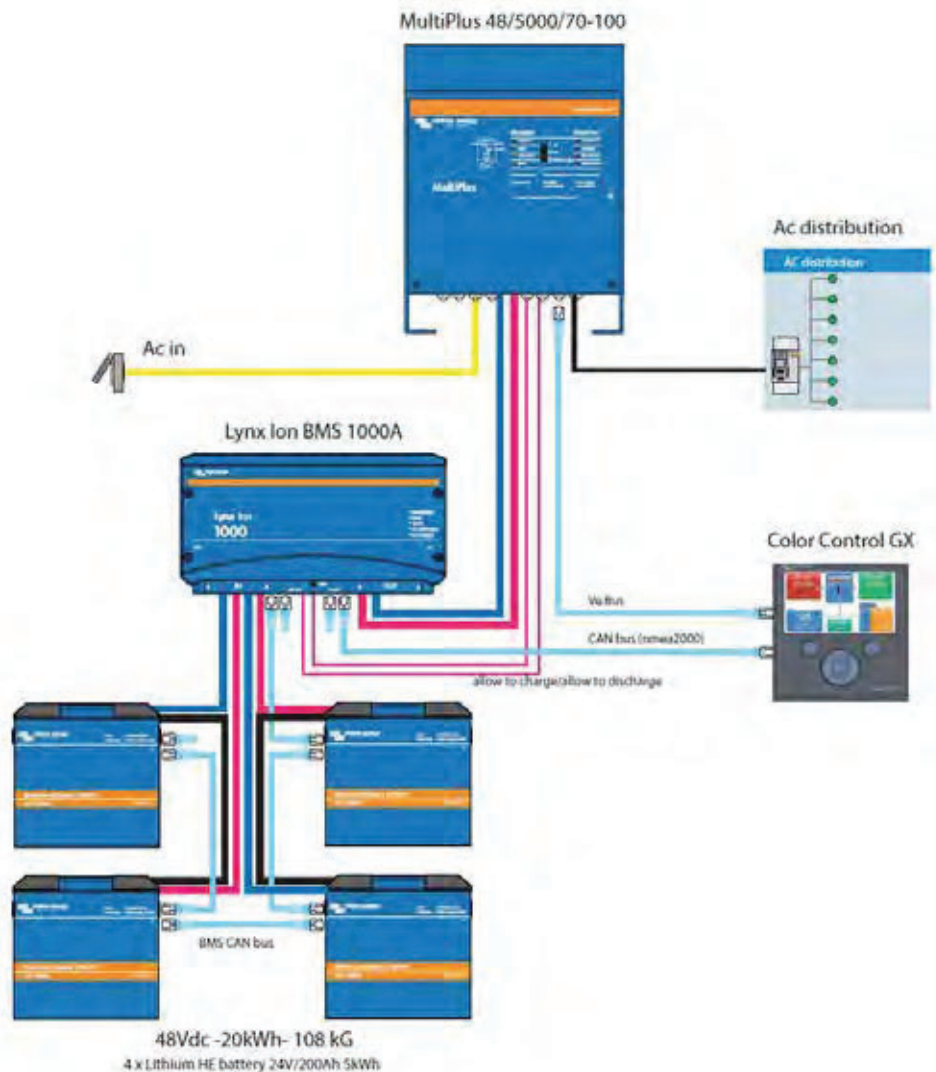 MultiPlus 48/5000/70-100
MultiPlus
Ac distribution
AC distribution
Ac in
Lynx Ion BMS 1000A
Lynx Ion
1000
Color Control GX
Ve Bus
CAN bus (nmea2000)
allow to charge/allow to discharge
BMS CAN bus
48Vdc -20kWh- 108 kG
4 x Lithium HE battery 24V/200Ah 5kWh